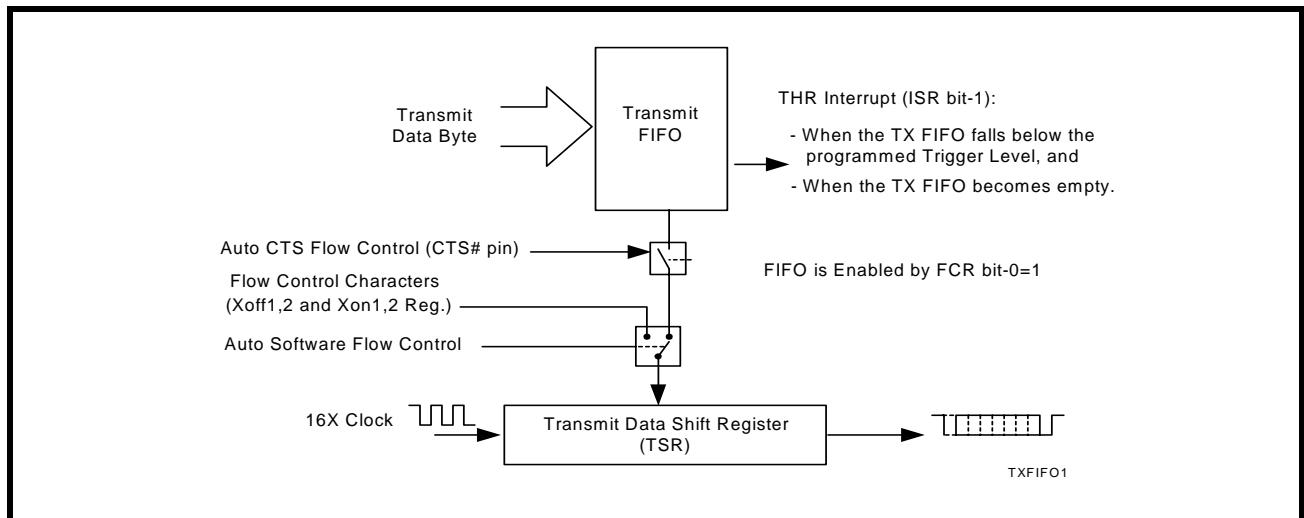 Transmit
Data Byte
Transmit
FIFO
THR Interrupt (ISR bit-1):
- When the TX FIFO falls below the
programmed Trigger Level, and
- When the TX FIFO becomes empty.
Auto CTS Flow Control (CTS# pin)
FIFO is Enabled by FCR bit-0=1
Flow Control Characters
(Xoff1,2 and Xon1,2 Reg.)
Auto Software Flow Control
16X Clock
Transmit Data Shift Register
(TSR)
TXFIFO1